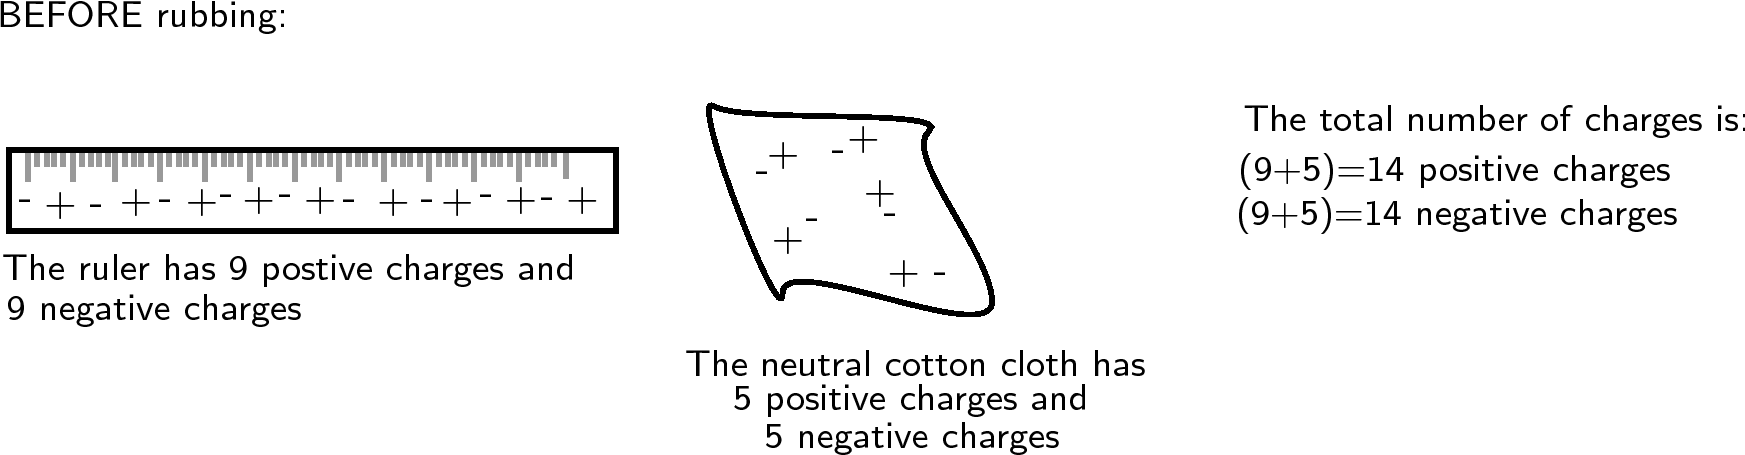 BEFORE rubbing:
- + - + - + - + - + - + - + - + - +
The ruler has 9 postive charges and
9 negative charges
- + - +
+ -
- +
+ -
The neutral cotton cloth has
5 positive charges and
5 negative charges
The total number of charges is:
(9+5)=14 positive charges
(9+5)=14 negative charges